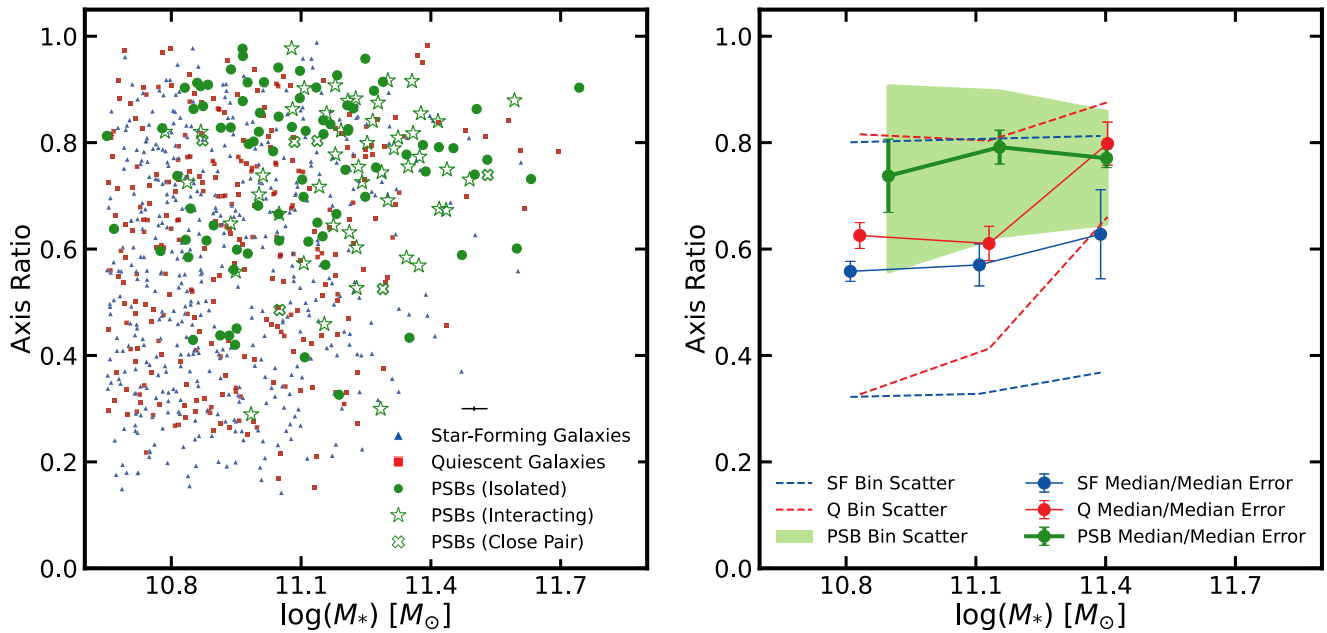 1.0
0.8
0.6
0.4
0.2
0.0
Axis Ratio
10.8 11.1 11.4 11.7
log(M*) [M⊙]
Star-Forming Galaxies
Quiescent Galaxies
PSBs (Isolated)
PSBs (Interacting)
PSBs (Close Pair)
1.0
0.8
0.6
0.4
0.2
0.0
Axis Ratio
10.8 11.1 11.4 11.7
log(M*) [M⊙]
SF Bin Scatter
Q Bin Scatter
PSB Bin Scatter
SF Median/Median Error
Q Median/Median Error
PSB Median/Median Error